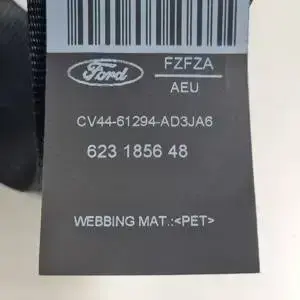 Ford
FZFZA
AEU
CV44-61294-AD3JA6
623 1856 48
WEBBING MAT.:<PET>